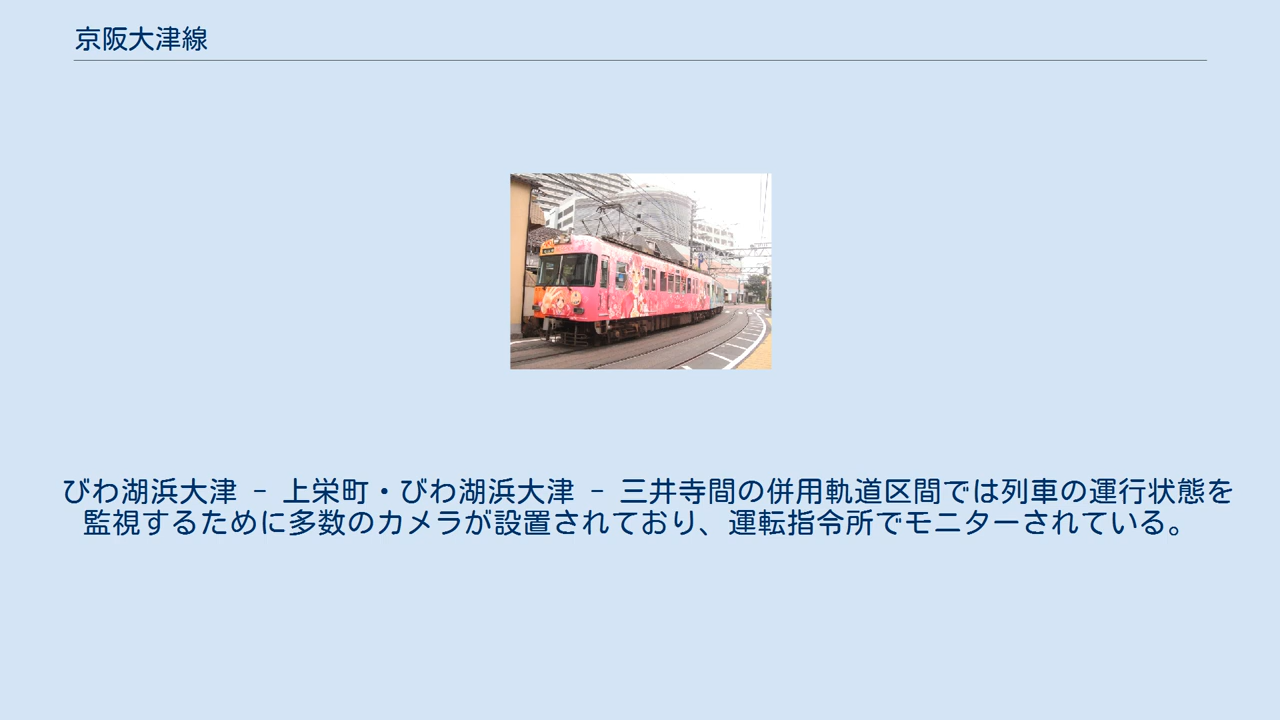 京阪大津線
びわ湖浜大津 - 上栄町・びわ湖浜大津 - 三井寺間の併用軌道区間では列車の運行状態を
監視するために多数のカメラが設置されており、運転指令所でモニターされている。